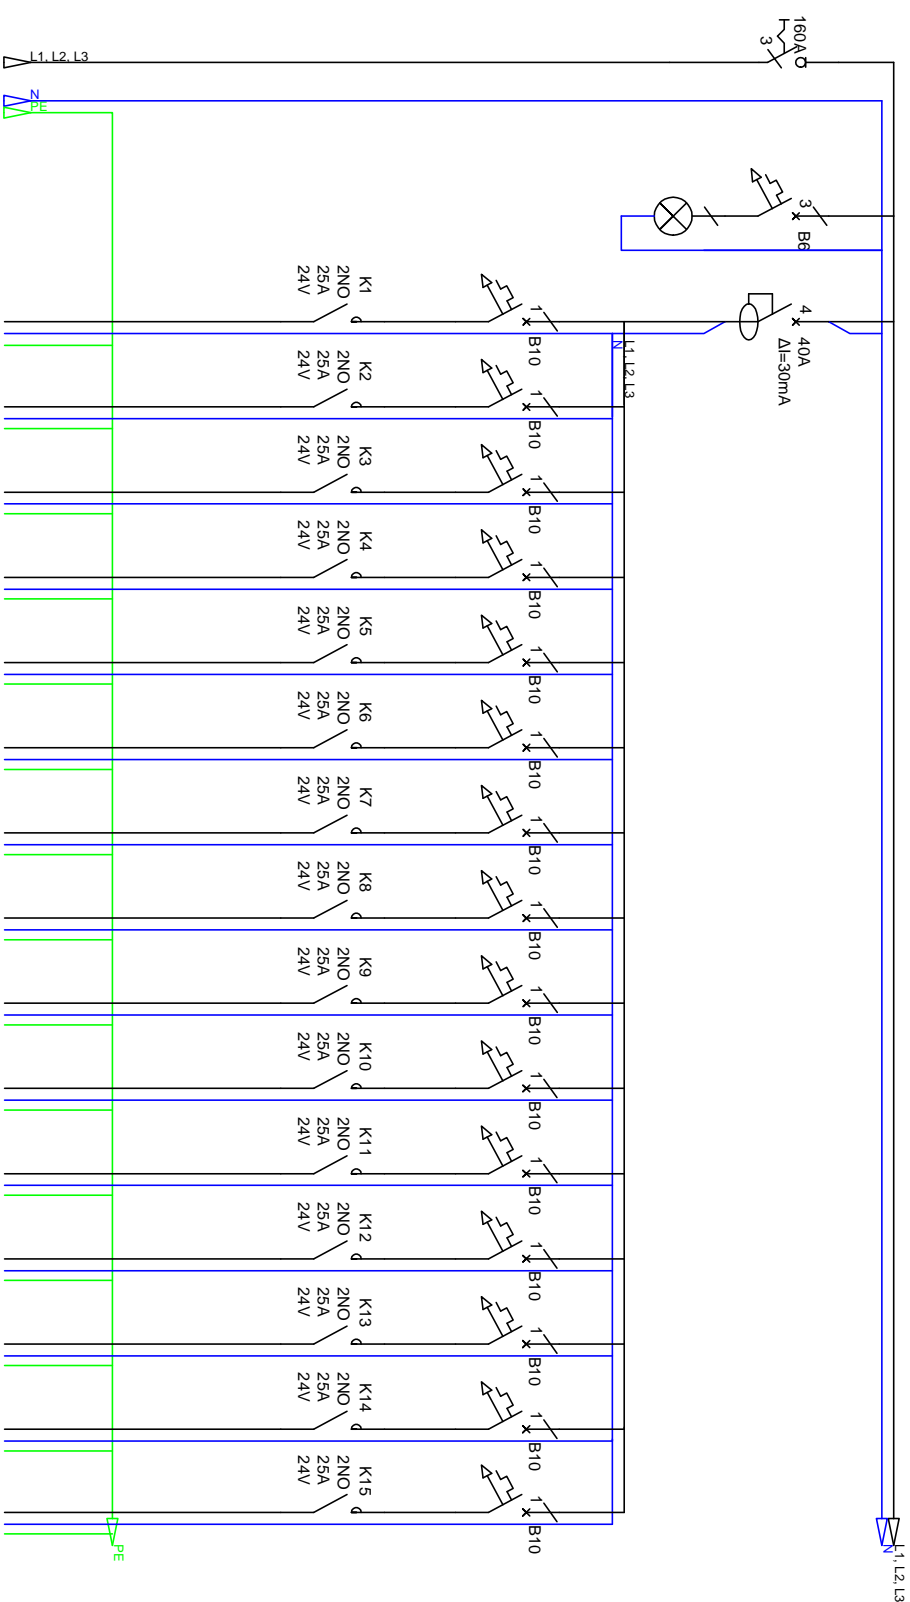 160A
3
L1, L2, L3
N
PE
3
B6
4
40A
ΔI=30mA
L1, L2, L3
N
1
B10
K1
2NO
25A
24V
1
B10
K2
2NO
25A
24V
1
B10
K3
2NO
25A
24V
1
B10
K4
2NO
25A
24V
1
B10
K5
2NO
25A
24V
1
B10
K6
2NO
25A
24V
1
B10
K7
2NO
25A
24V
1
B10
K8
2NO
25A
24V
1
B10
K9
2NO
25A
24V
1
B10
K10
2NO
25A
24V
1
B10
K11
2NO
25A
24V
1
B10
K12
2NO
25A
24V
1
B10
K13
2NO
25A
24V
1
B10
K14
2NO
25A
24V
1
B10
K15
2NO
25A
24V
L1, L2, L3
N
PE